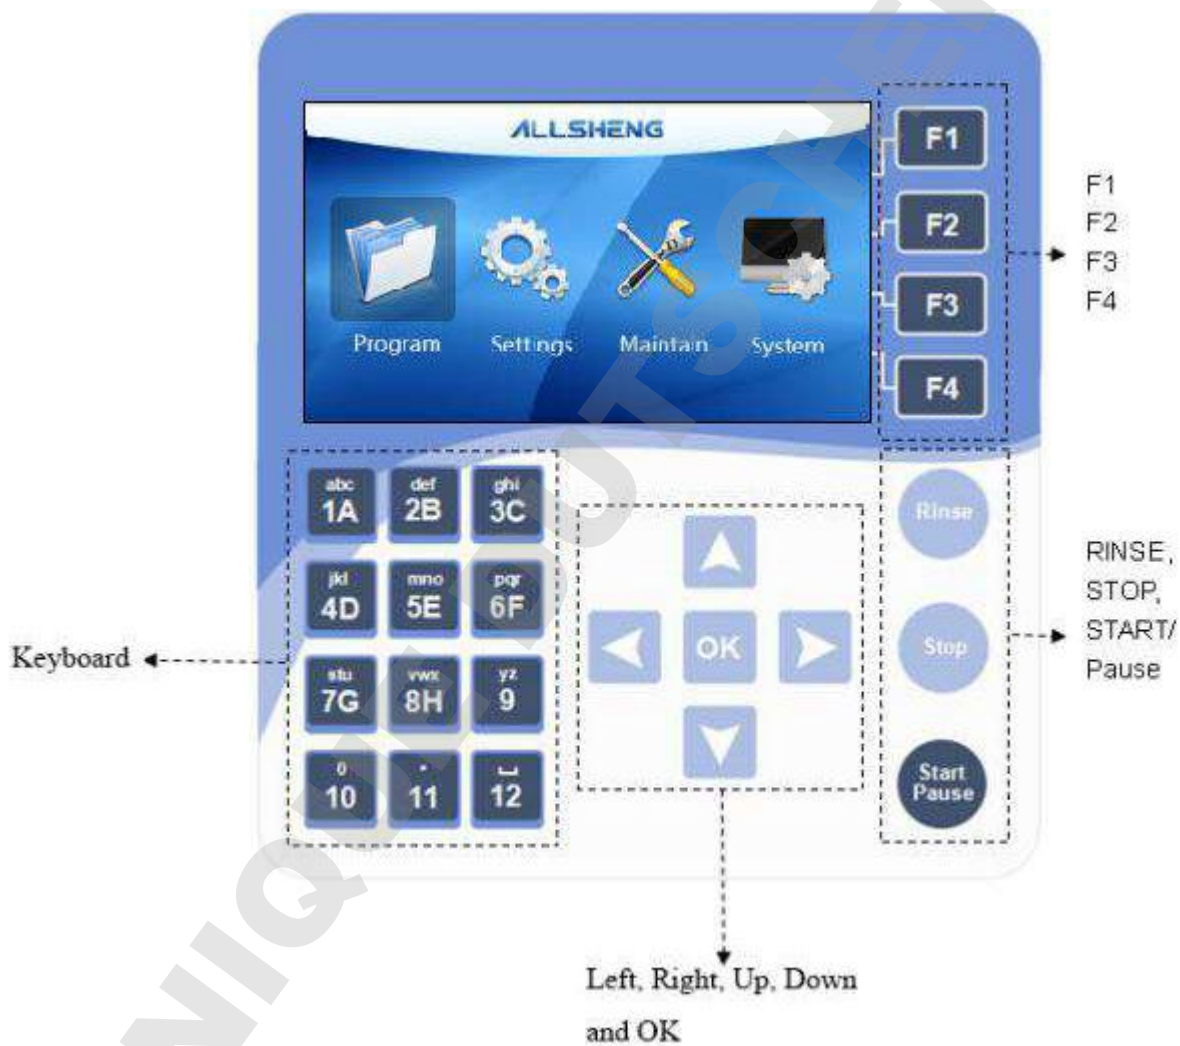 ALLSHENG
Program Settings Maintain System
F1
F2
F3
F4
F1
F2
F3
F4
abc def ghi
1A 2B 3C
jkl mno pqr
4D 5E 6F
stu vwx yz
7G 8H 9
0 .
10 11 12
OK
Rinse
Stop
Start
Pause
RINSE,
STOP,
START/
Pause
Keyboard
Left, Right, Up, Down
and OK